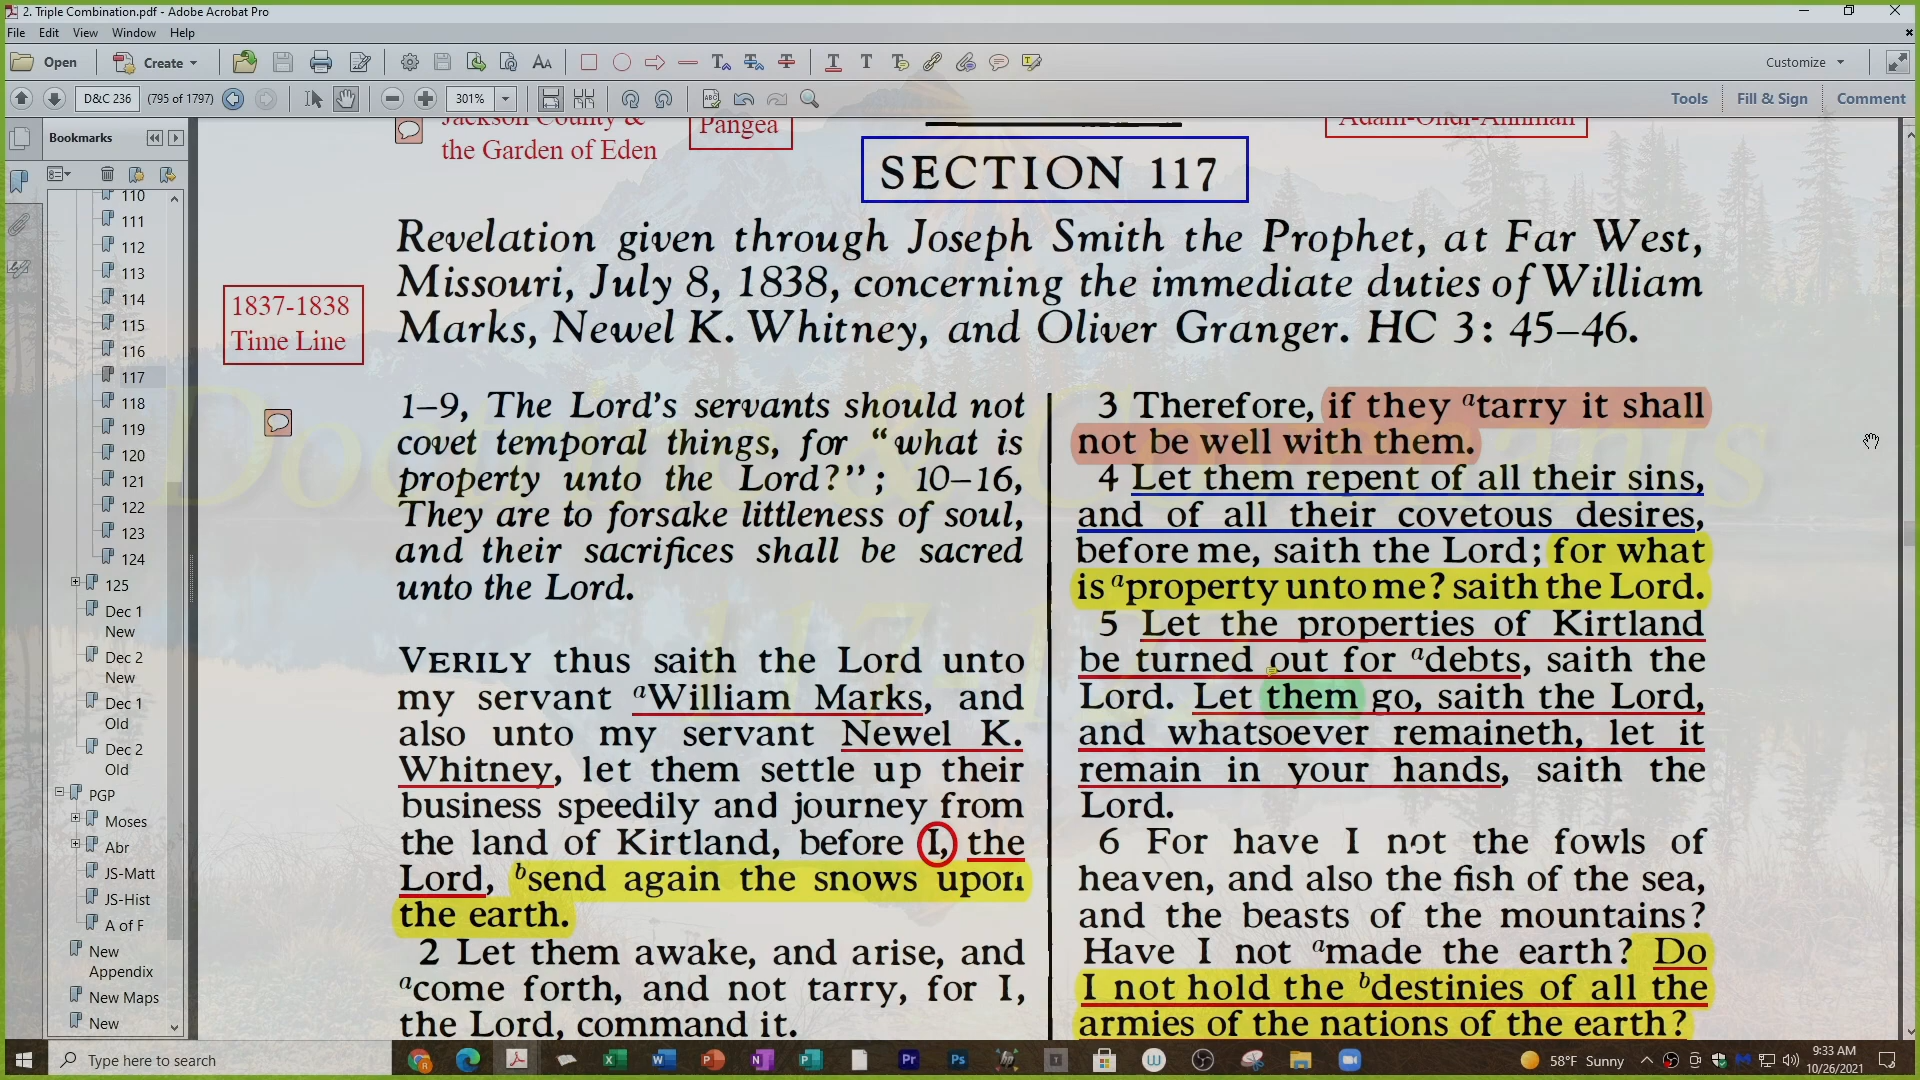 2. Triple Combination.pdf - Adobe Acrobat Pro
File Edit View Window Help
Open Create Customize
D&C 236 (795 of 1797) 301% Tools Fill & Sign Comment
Bookmarks
110
111
112
113
114
115
116
117
118
119
120
121
122
123
124
125
Dec 1
New
Dec 2
New
Dec 1
Old
Dec 2
Old
PGP
Moses
Abr
JS-Matt
JS-Hist
A of F
New
Appendix
New Maps
New
Jackson County &
the Garden of Eden
Pangea
Adam-Ondi-Ahman
SECTION 117
Revelation given through Joseph Smith the Prophet, at Far West,
Missouri, July 8, 1838, concerning the immediate duties of William
Marks, Newel K. Whitney, and Oliver Granger. HC 3: 45–46.
1837-1838
Time Line
1–9, The Lord's servants should not
covet temporal things, for “what is
property unto the Lord?”; 10–16,
They are to forsake littleness of soul,
and their sacrifices shall be sacred
unto the Lord.
VERILY thus saith the Lord unto
my servant aWilliam Marks, and
also unto my servant Newel K.
Whitney, let them settle up their
business speedily and journey from
the land of Kirtland, before I, the
Lord, bsend again the snows upon
the earth.
2 Let them awake, and arise, and
acome forth, and not tarry, for I,
the Lord, command it.
3 Therefore, if they atarry it shall
not be well with them.
4 Let them repent of all their sins,
and of all their covetous desires,
before me, saith the Lord; for what
is aproperty unto me? saith the Lord.
5 Let the properties of Kirtland
be turned out for adebts, saith the
Lord. Let them go, saith the Lord,
and whatsoever remaineth, let it
remain in your hands, saith the
Lord.
6 For have I not the fowls of
heaven, and also the fish of the sea,
and the beasts of the mountains?
Have I not amade the earth? Do
I not hold the bdestinies of all the
armies of the nations of the earth?
Doctrine & Covenants
Type here to search
58°F Sunny
9:33 AM
10/26/2021